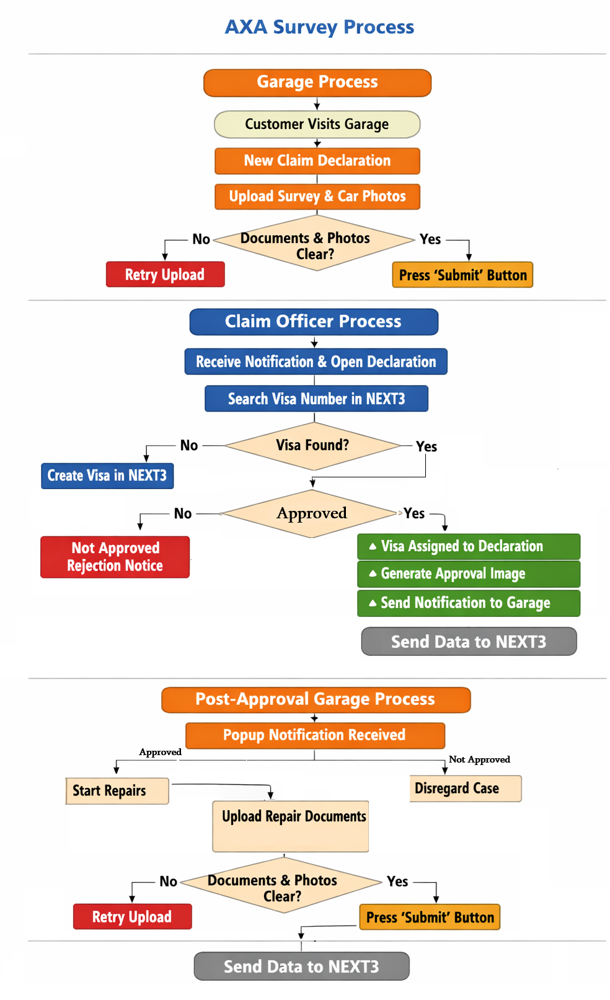 AXA Survey Process
Garage Process
Customer Visits Garage
New Claim Declaration
Upload Survey & Car Photos
No
Documents & Photos
Clear?
Yes
Retry Upload
Press ‘Submit’ Button
Claim Officer Process
Receive Notification & Open Declaration
Search Visa Number in NEXT3
No
Visa Found?
Yes
Create Visa in NEXT3
No
Approved
Yes
Not Approved
Rejection Notice
Visa Assigned to Declaration
Generate Approval Image
Send Notification to Garage
Send Data to NEXT3
Post-Approval Garage Process
Popup Notification Received
Approved
Not Approved
Start Repairs
Disregard Case
Upload Repair Documents
No
Documents & Photos
Clear?
Yes
Retry Upload
Press ‘Submit’ Button
Send Data to NEXT3